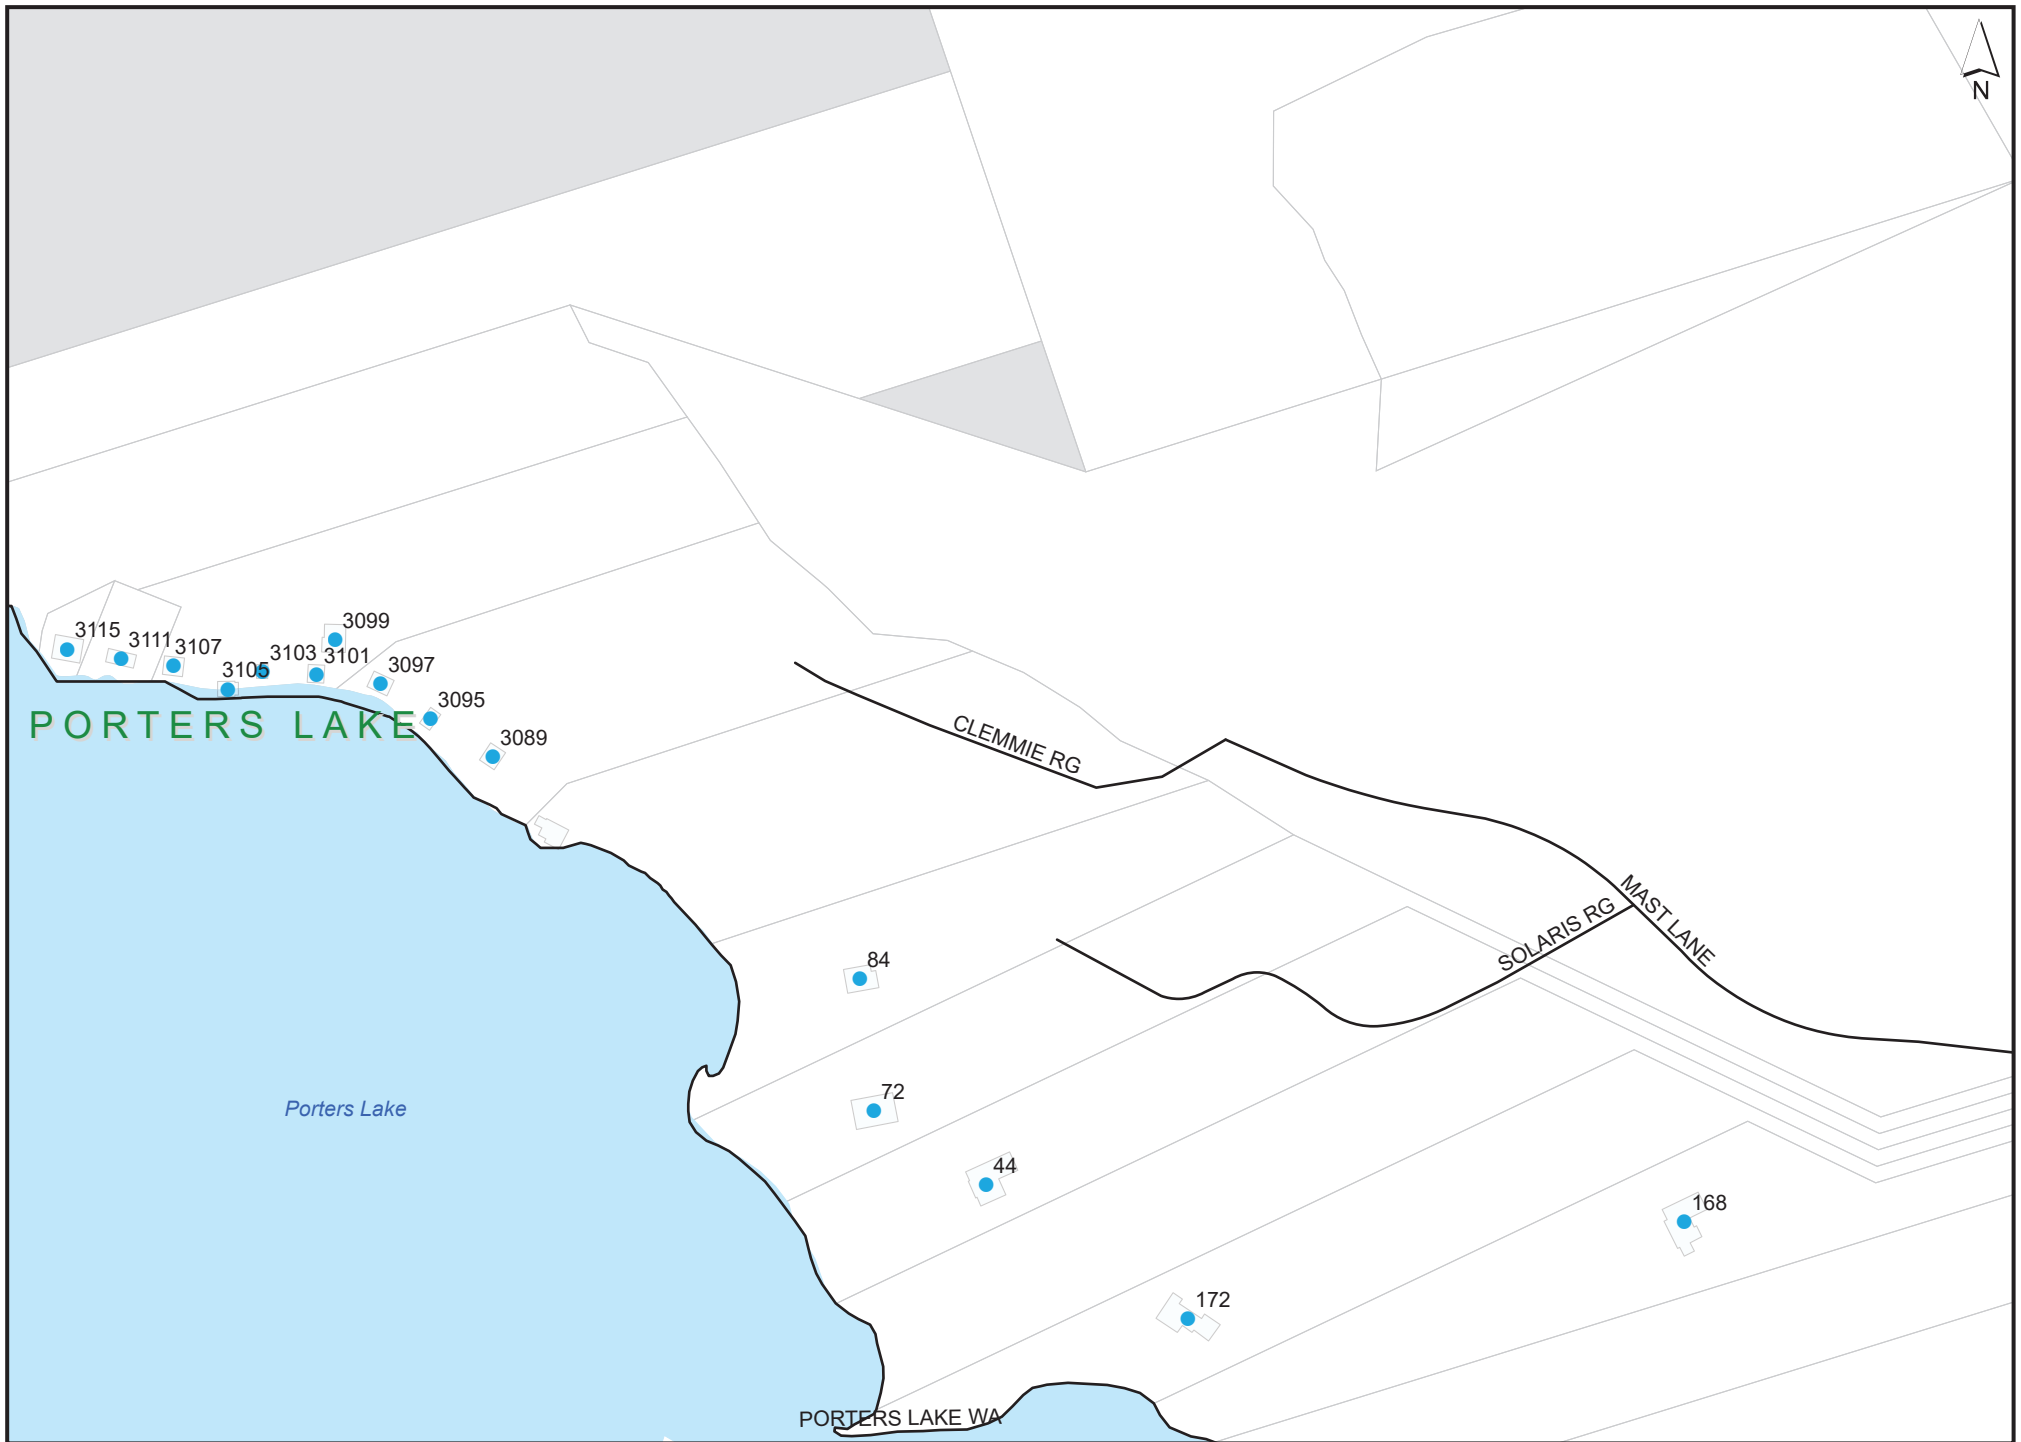 N
3099
3115
3111
3107
3103
3101
3105
3097
3095
PORTERS LAKE
3089
CLEMMIE RG
MAST LANE
SOLARIS RG
84
72
Porters Lake
44
168
172
PORTERS LAKE WA